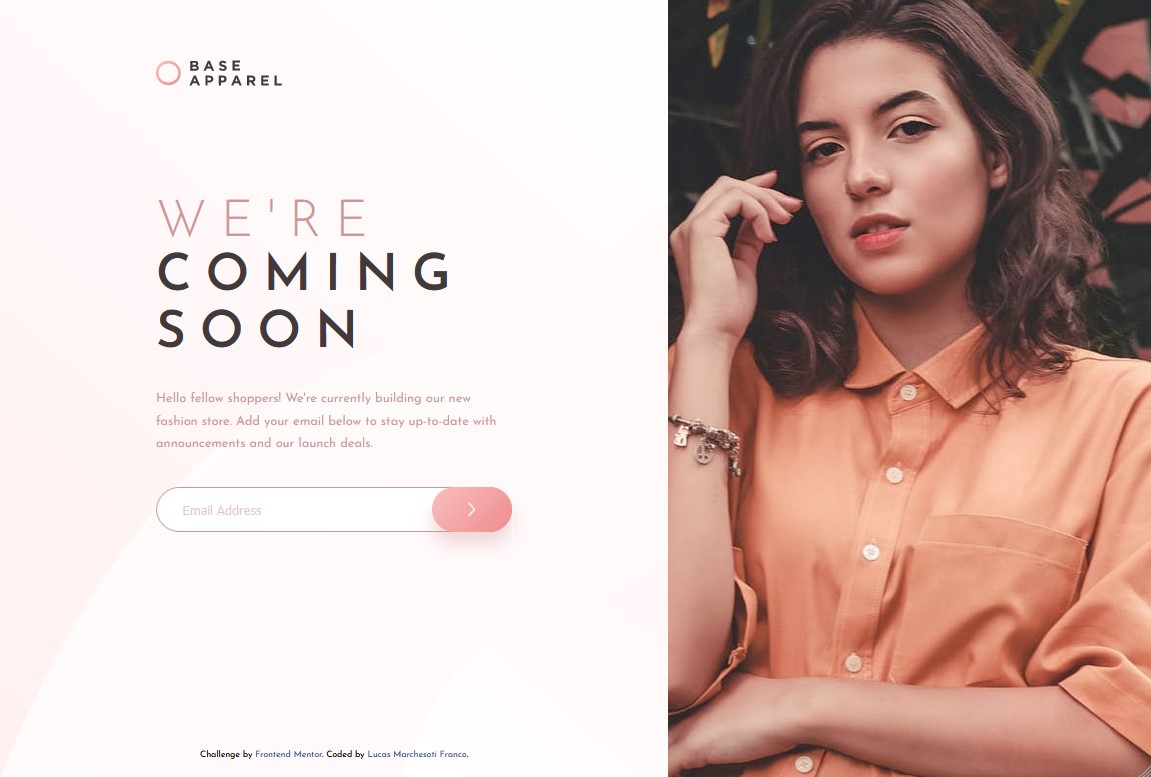 BASE
APPAREL
WE'RE
COMING
SOON
Hello fellow shoppers! We're currently building our new
fashion store. Add your email below to stay up-to-date with
announcements and our launch deals.
Email Address
Challenge by Frontend Mentor. Coded by Lucas Marchesoti Franco.